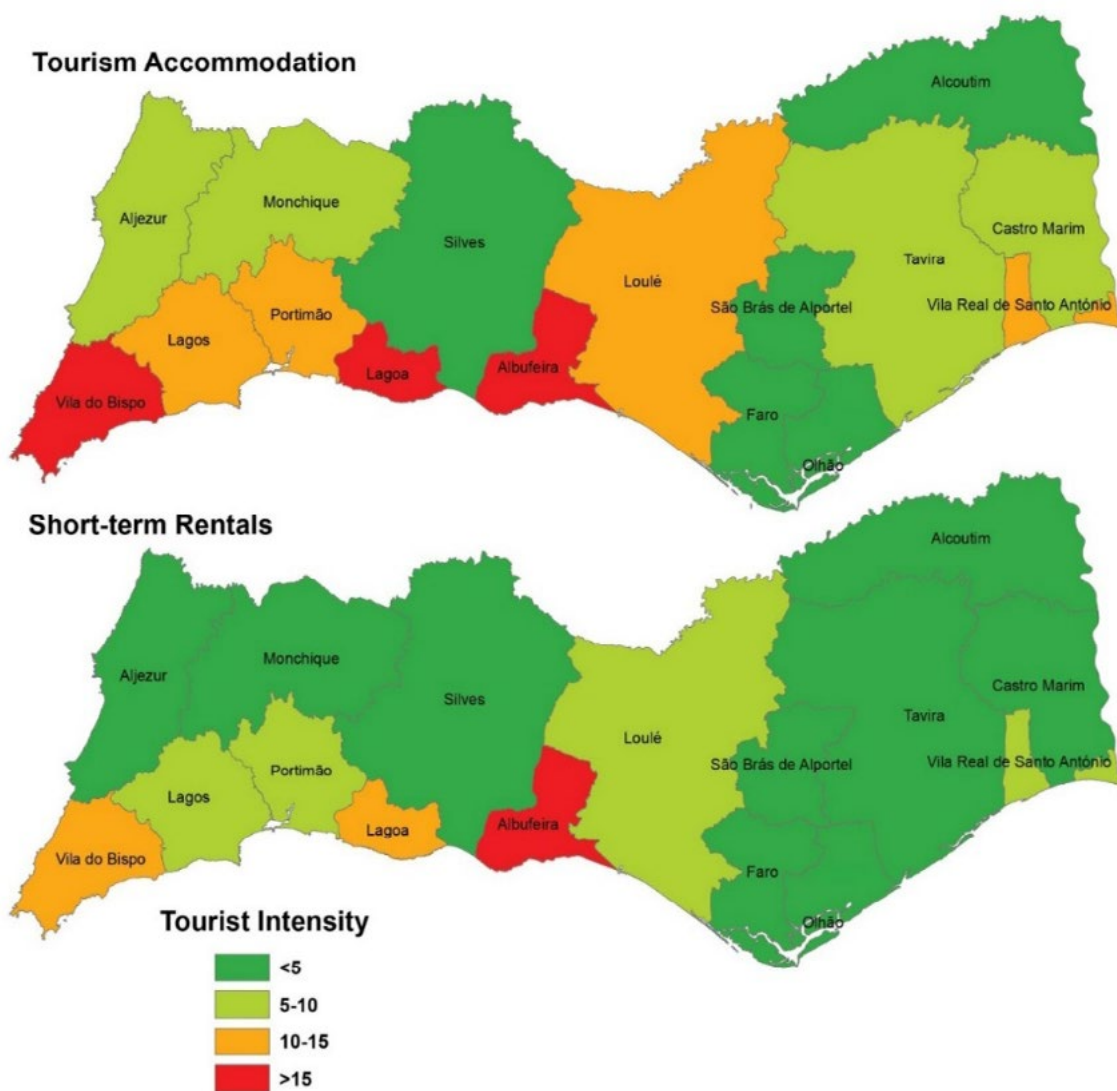 Tourism Accommodation
Alcoutim
Aljezur
Monchique
Castro Marim
Silves
Tavira
Loulé
São Brás de Alportel
Vila Real de Santo António
Portimão
Lagos
Lagoa
Albufeira
Vila do Bispo
Faro
Olhão
Short-term Rentals
Alcoutim
Aljezur
Monchique
Castro Marim
Silves
Tavira
Loulé
São Brás de Alportel
Vila Real de Santo António
Portimão
Lagos
Lagoa
Albufeira
Vila do Bispo
Faro
Olhão
Tourist Intensity
<5
5-10
10-15
>15